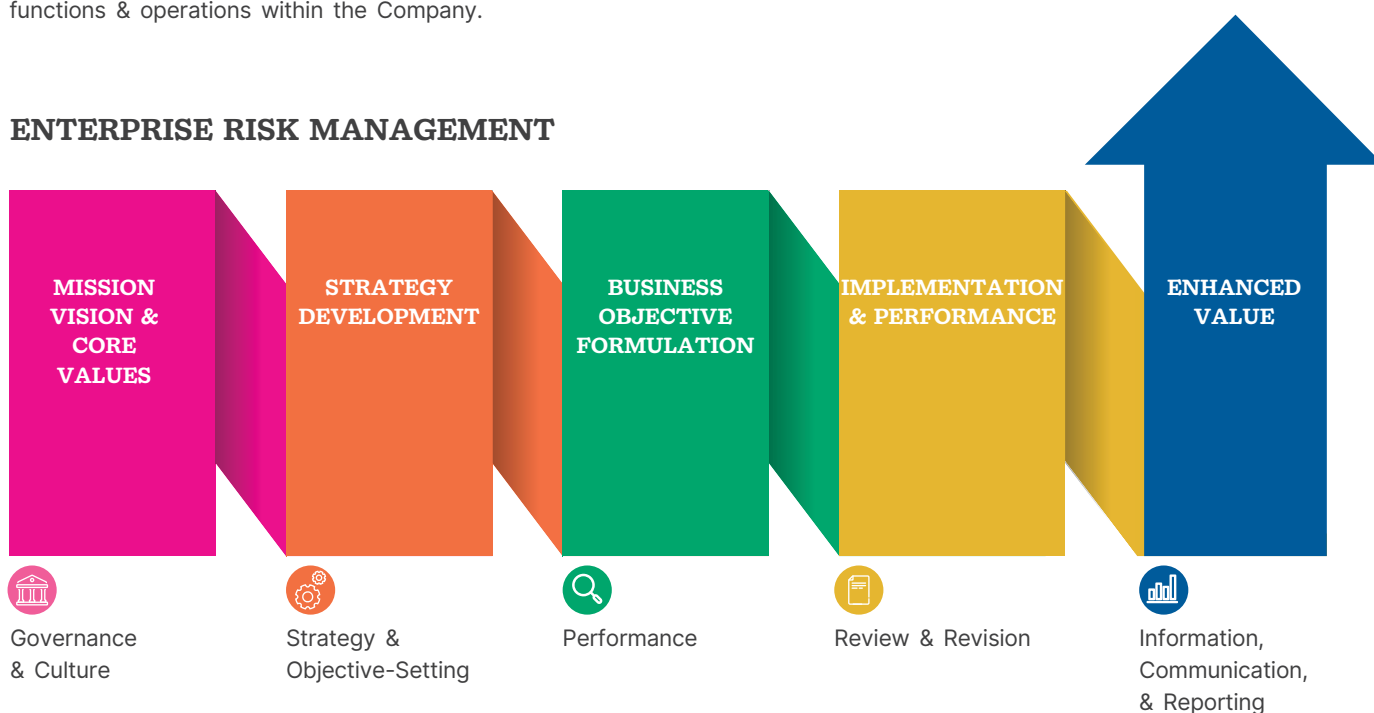 functions & operations within the Company.
ENTERPRISE RISK MANAGEMENT
MISSION
VISION &
CORE
VALUES
STRATEGY
DEVELOPMENT
BUSINESS
OBJECTIVE
FORMULATION
IMPLEMENTATION
& PERFORMANCE
ENHANCED
VALUE
Governance
& Culture
Strategy &
Objective-Setting
Performance
Review & Revision
Information,
Communication,
& Reporting